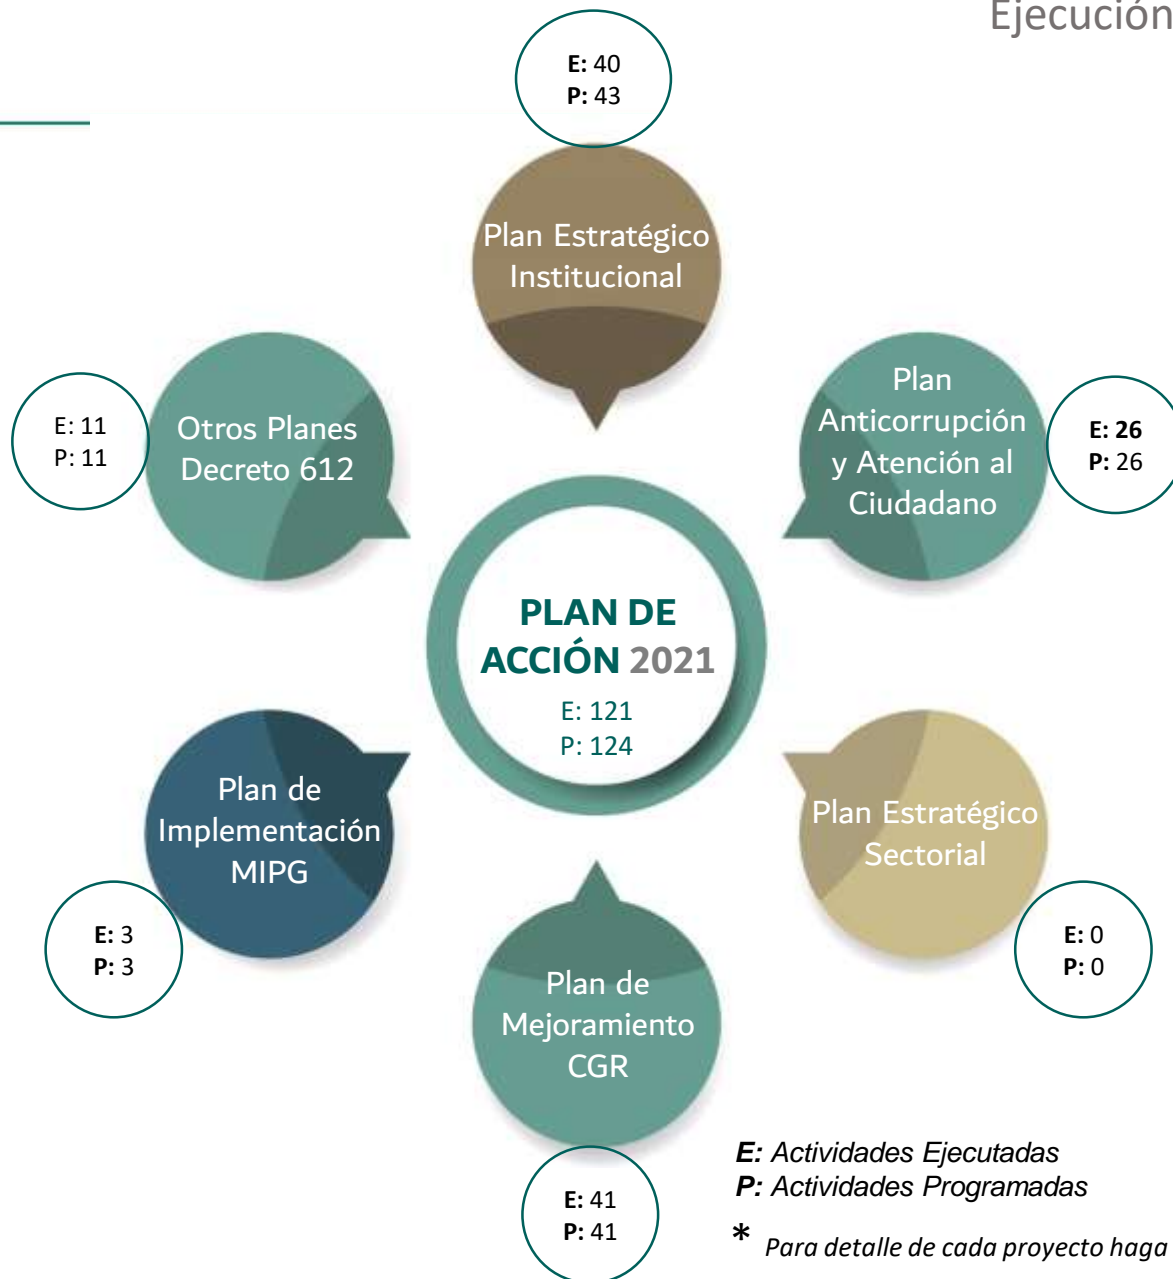 Ejecución
E: 40
P: 43
Plan Estratégico
Institucional
E: 11
P: 11
Otros Planes
Decreto 612
Plan
Anticorrupción
y Atención al
Ciudadano
E: 26
P: 26
PLAN DE
ACCIÓN 2021
E: 121
P: 124
Plan de
Implementación
MIPG
E: 3
P: 3
Plan Estratégico
Sectorial
E: 0
P: 0
Plan de
Mejoramiento
CGR
E: 41
P: 41
E: Actividades Ejecutadas
P: Actividades Programadas
* Para detalle de cada proyecto haga